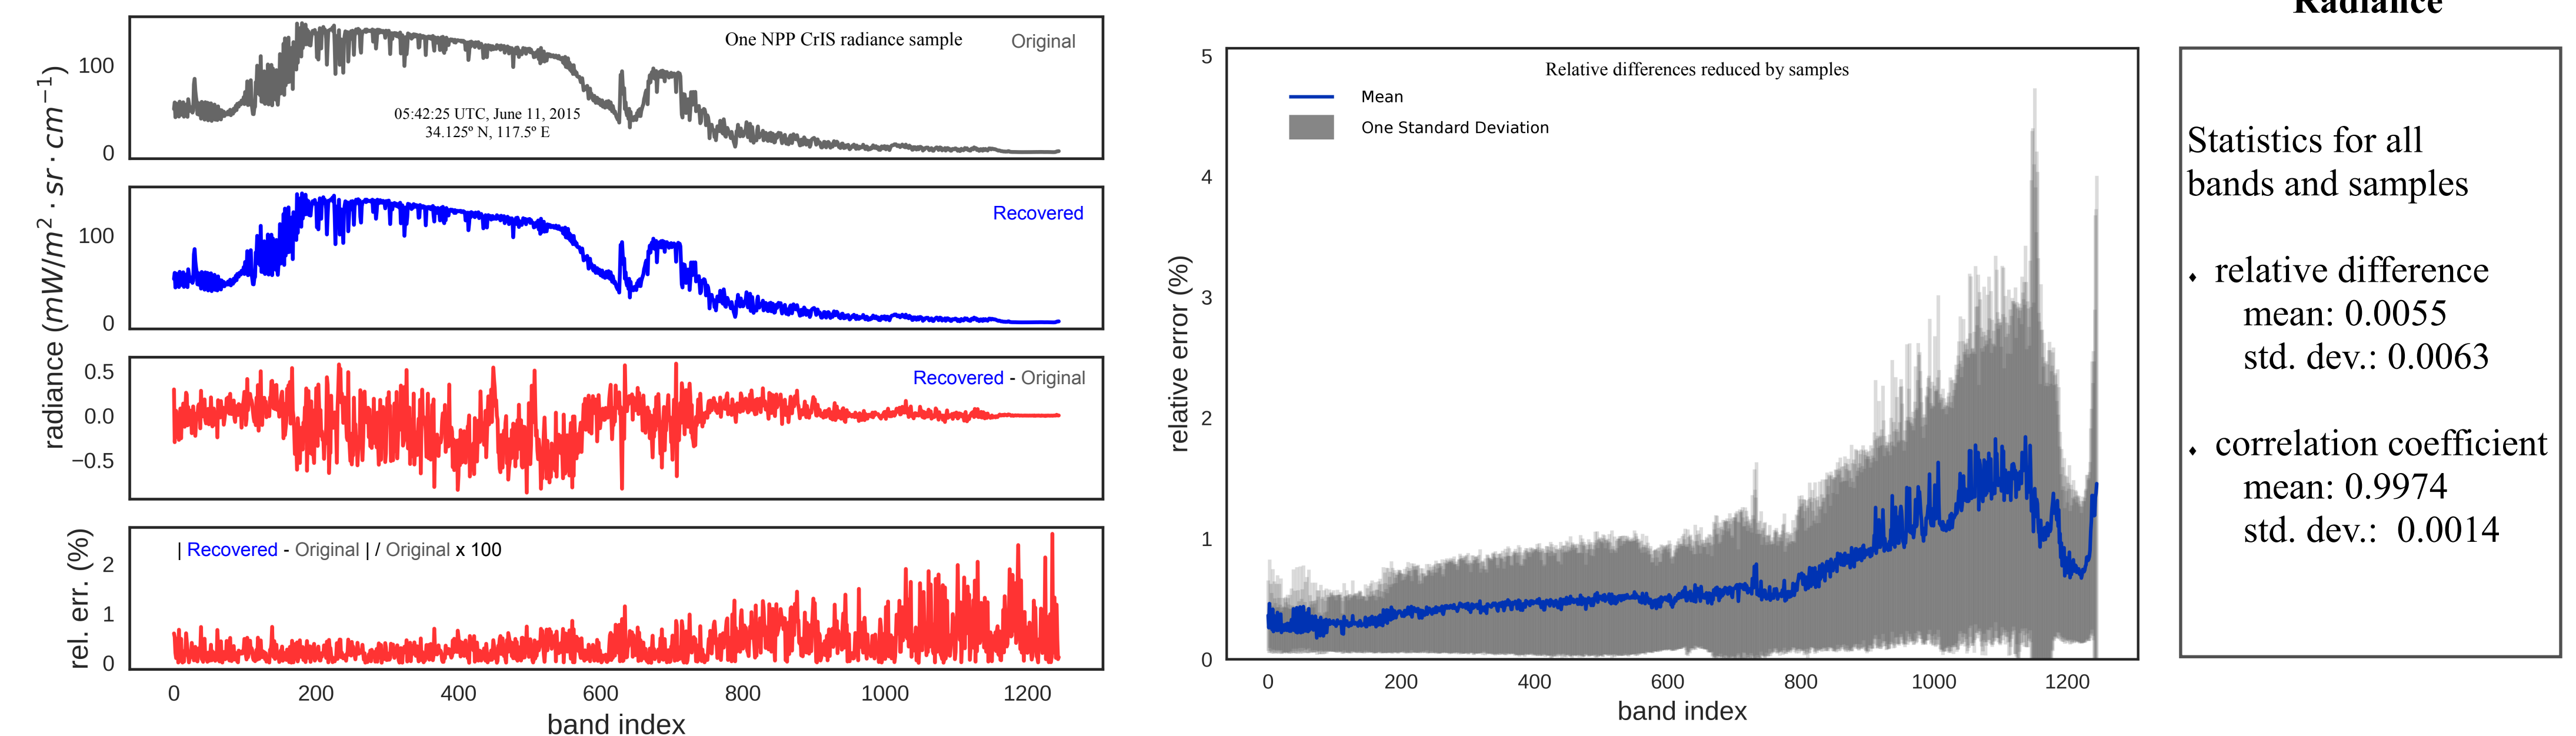 One NPP CrIS radiance sample
Original
05:42:25 UTC, June 11, 2015
34.125º N, 117.5º E
100
0
Recovered
100
0
radiance (mW/m² · sr · cm⁻¹)
Recovered - Original
0.5
0.0
−0.5
| Recovered - Original | / Original x 100
rel. err. (%)
2
1
0
0 200 400 600 800 1000 1200
band index
Relative differences reduced by samples
Mean
One Standard Deviation
relative error (%)
5
4
3
2
1
0
0 200 400 600 800 1000 1200
band index
Radiance
Statistics for all
bands and samples
⬧ relative difference
mean: 0.0055
std. dev.: 0.0063
⬧ correlation coefficient
mean: 0.9974
std. dev.: 0.0014